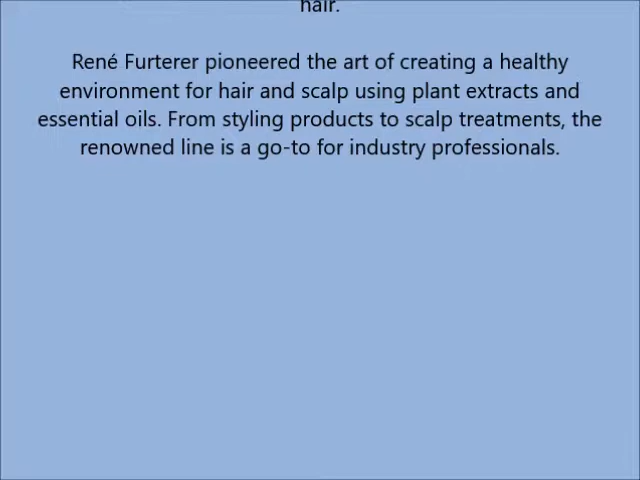 hair.
René Furterer pioneered the art of creating a healthy
environment for hair and scalp using plant extracts and
essential oils. From styling products to scalp treatments, the
renowned line is a go-to for industry professionals.